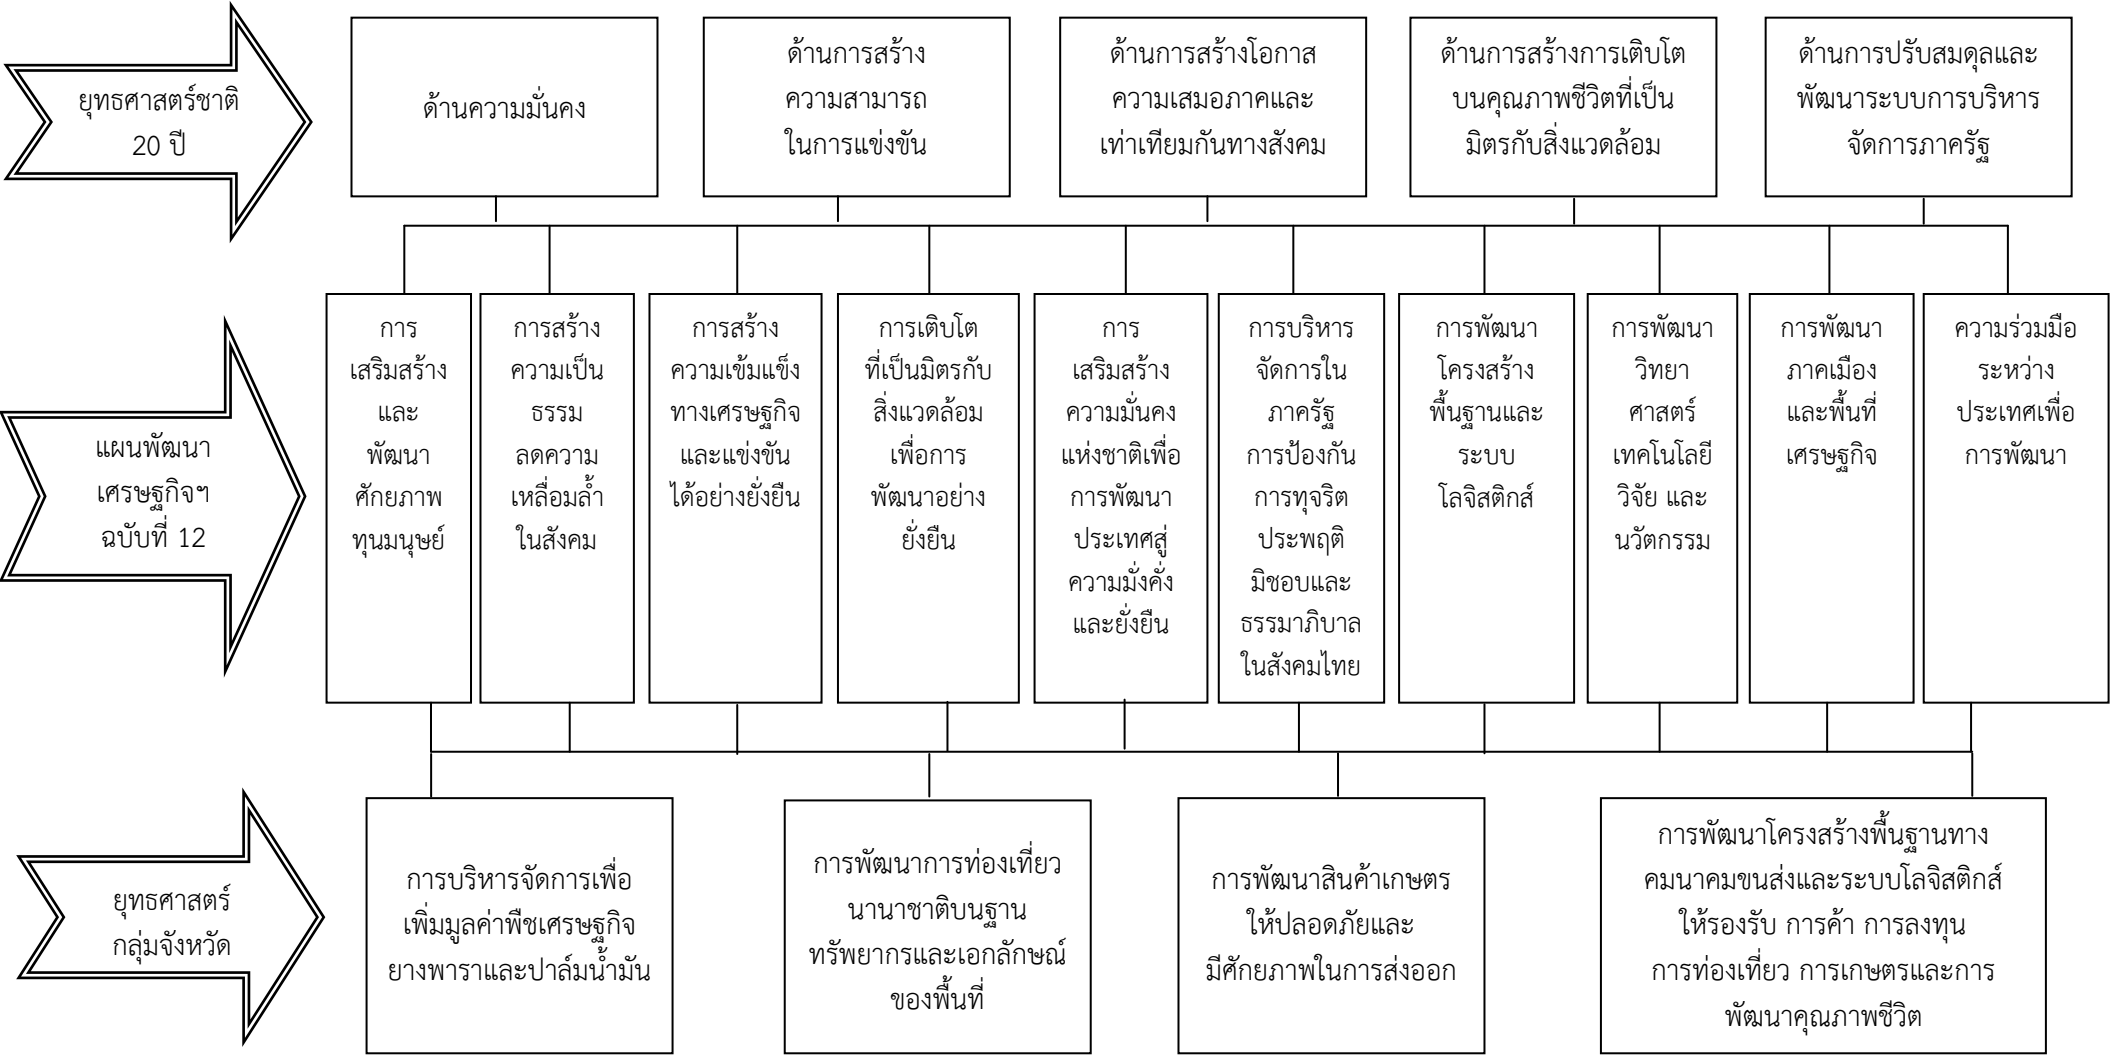 ยุทธศาสตร์ชาติ
20 ปี
ด้านความมั่นคง
ด้านการสร้าง
ความสามารถ
ในการแข่งขัน
ด้านการสร้างโอกาส
ความเสมอภาคและ
เท่าเทียมกันทางสังคม
ด้านการสร้างการเติบโต
บนคุณภาพชีวิตที่เป็น
มิตรกับสิ่งแวดล้อม
ด้านการปรับสมดุลและ
พัฒนาระบบการบริหาร
จัดการภาครัฐ
แผนพัฒนา
เศรษฐกิจฯ
ฉบับที่ 12
การ
เสริมสร้าง
และ
พัฒนา
ศักยภาพ
ทุนมนุษย์
การสร้าง
ความเป็น
ธรรม
ลดความ
เหลื่อมล้ำ
ในสังคม
การสร้าง
ความเข้มแข็ง
ทางเศรษฐกิจ
และแข่งขัน
ได้อย่างยั่งยืน
การเติบโต
ที่เป็นมิตรกับ
สิ่งแวดล้อม
เพื่อการ
พัฒนาอย่าง
ยั่งยืน
การ
เสริมสร้าง
ความมั่นคง
แห่งชาติเพื่อ
การพัฒนา
ประเทศสู่
ความมั่งคั่ง
และยั่งยืน
การบริหาร
จัดการใน
ภาครัฐ
การป้องกัน
การทุจริต
ประพฤติ
มิชอบและ
ธรรมาภิบาล
ในสังคมไทย
การพัฒนา
โครงสร้าง
พื้นฐานและ
ระบบ
โลจิสติกส์
การพัฒนา
วิทยา
ศาสตร์
เทคโนโลยี
วิจัย และ
นวัตกรรม
การพัฒนา
ภาคเมือง
และพื้นที่
เศรษฐกิจ
ความร่วมมือ
ระหว่าง
ประเทศเพื่อ
การพัฒนา
ยุทธศาสตร์
กลุ่มจังหวัด
การบริหารจัดการเพื่อ
เพิ่มมูลค่าพืชเศรษฐกิจ
ยางพาราและปาล์มน้ำมัน
การพัฒนาการท่องเที่ยว
นานาชาติบนฐาน
ทรัพยากรและเอกลักษณ์
ของพื้นที่
การพัฒนาสินค้าเกษตร
ให้ปลอดภัยและ
มีศักยภาพในการส่งออก
การพัฒนาโครงสร้างพื้นฐานทาง
คมนาคมขนส่งและระบบโลจิสติกส์
ให้รองรับ การค้า การลงทุน
การท่องเที่ยว การเกษตรและการ
พัฒนาคุณภาพชีวิต